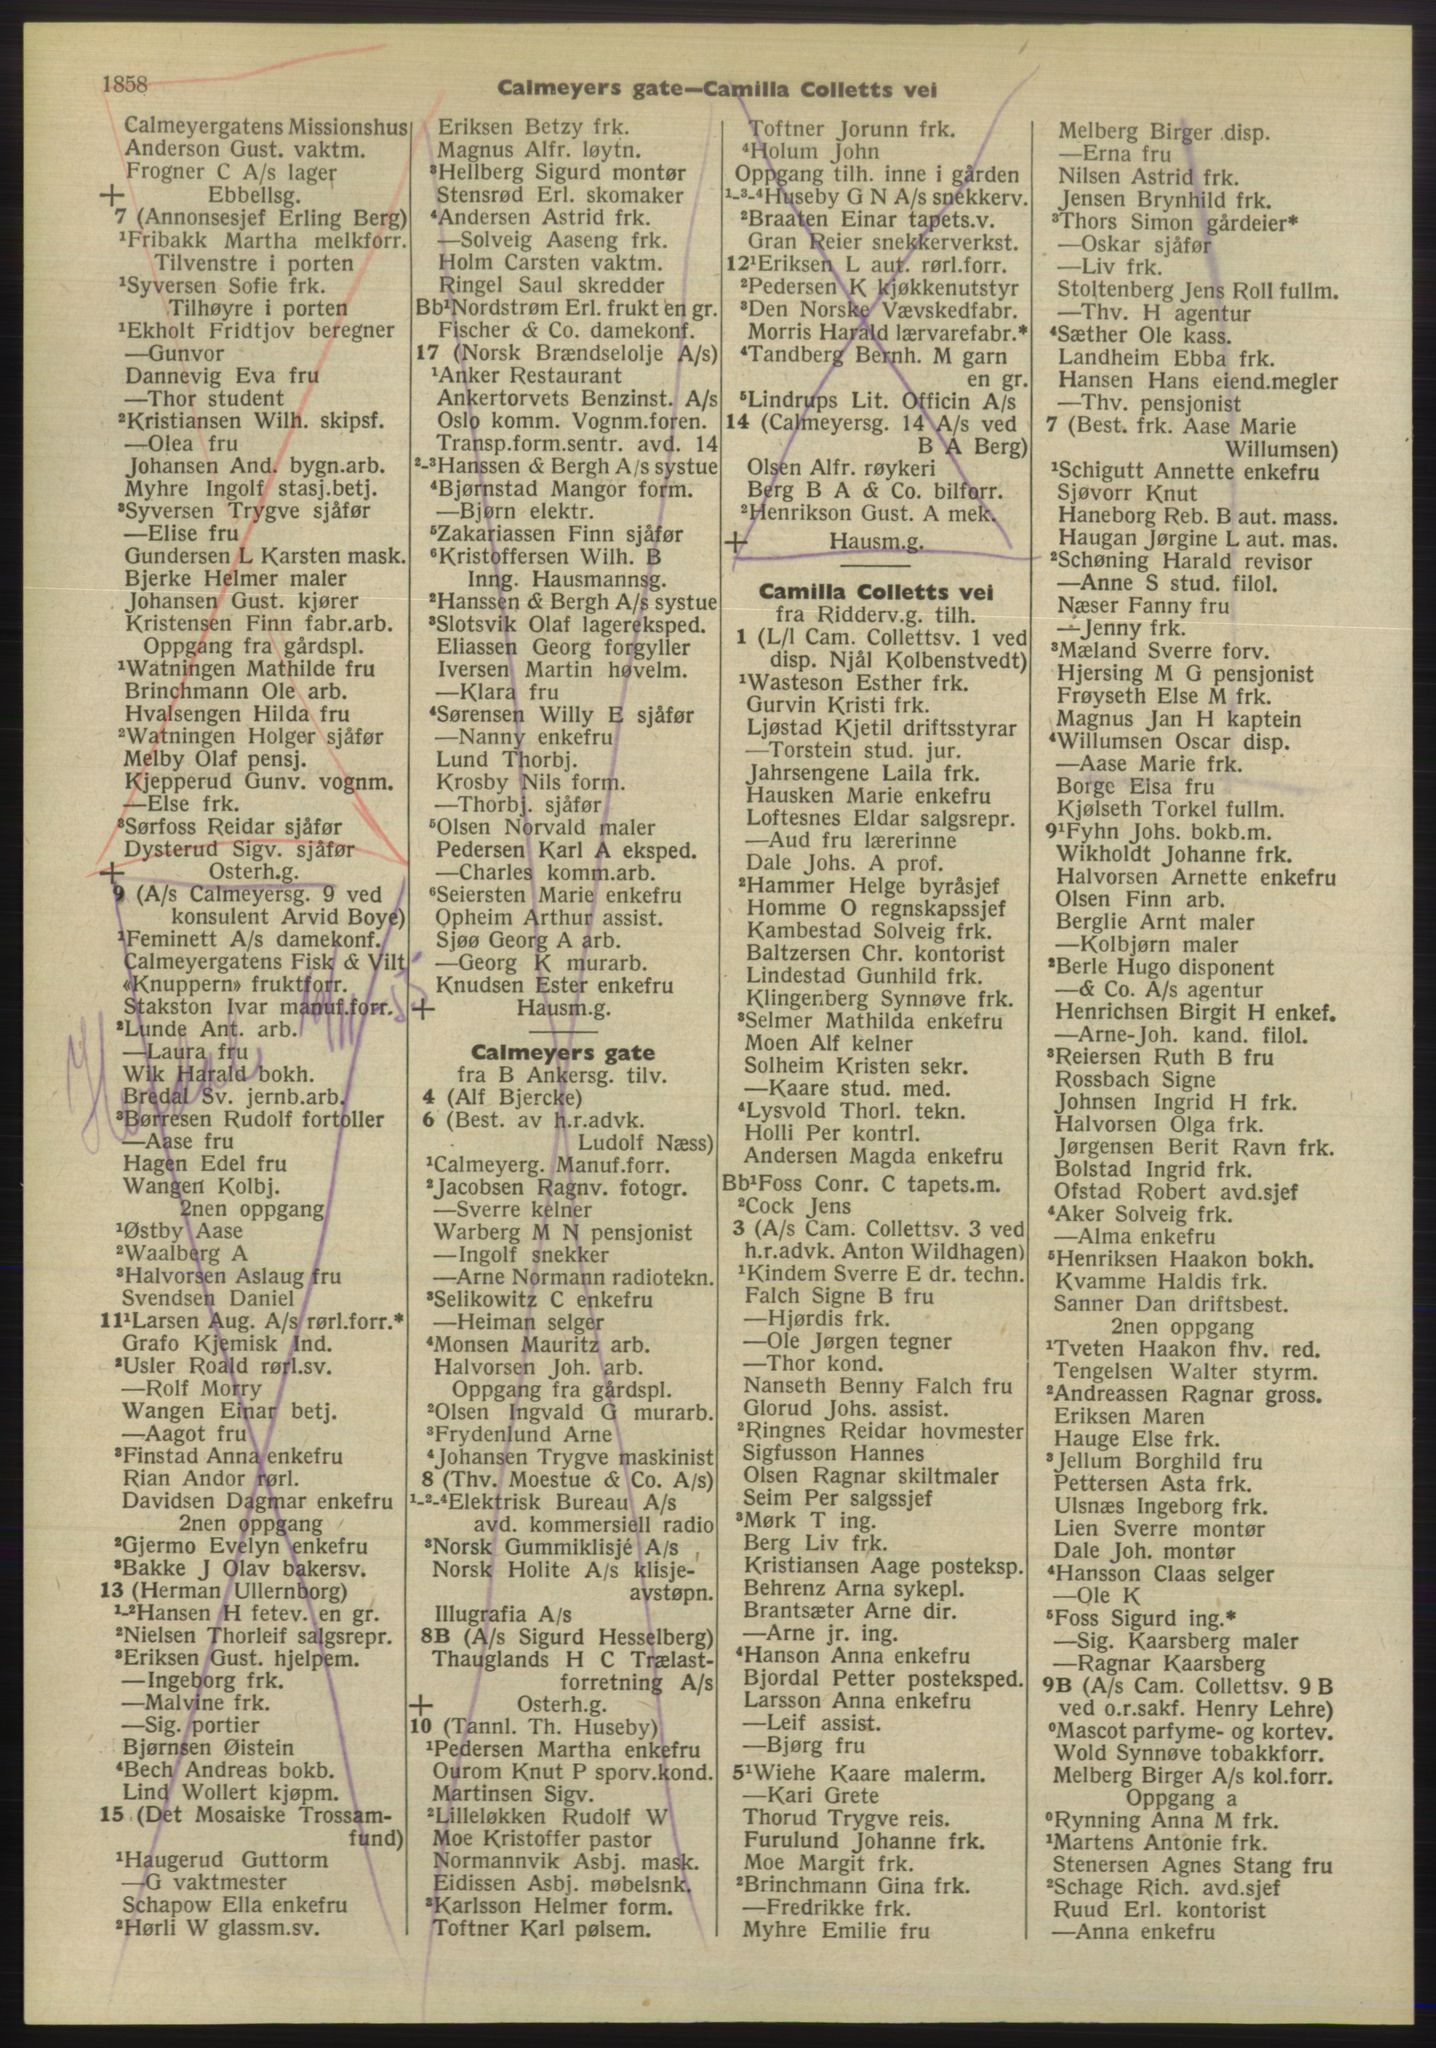 1858
Calmeyers gate—Camilla Colletts vei
Calmeyergatens Missionshus
Anderson Gust. vaktm.
Frogner C A/s lager
+ Ebbellsg.
7 (Annonsesjef Erling Berg)
¹Fribakk Martha melkforr.
Tilvenstre i porten
¹Syversen Sofie frk.
Tilhøyre i porten
¹Ekholt Fridtjov beregner
—Gunvor
Dannevig Eva fru
—Thor student
²Kristiansen Wilh. skipsf.
—Olea fru
Johansen And. bygn.arb.
Myhre Ingolf stasj.betj.
³Syversen Trygve sjåfør
—Elise fru
Gundersen L Karsten mask.
Bjerke Helmer maler
Johansen Gust. kjører
Kristensen Finn fabr.arb.
Oppgang fra gårdspl.
¹Watningen Mathilde fru
Brinchmann Ole arb.
Hvalsengen Hilda fru
²Watningen Holger sjåfør
Melby Olaf pensj.
Kjepperud Gunv. vognm.
—Else frk.
³Sørfoss Reidar sjåfør
Dysterud Sigv. sjåfør
+ Osterh.g.
9 (A/s Calmeyersg. 9 ved
konsulent Arvid Boye)
¹Feminett A/s damekonf.
Calmeyergatens Fisk & Vilt
«Knuppern» fruktforr.
Stakston Ivar manuf.forr.
²Lunde Ant. arb.
—Laura fru
Wik Harald bokh.
Bredal Sv. jernb.arb.
³Børresen Rudolf fortoller
—Aase fru
Hagen Edel fru
Wangen Kolbj.
2nen oppgang
¹Østby Aase
²Waalberg A
³Halvorsen Aslaug fru
Svendsen Daniel
11¹Larsen Aug. A/s rørl.forr.*
Grafo Kjemisk Ind.
²Usler Roald rørl.sv.
—Rolf Morry
Wangen Einar betj.
—Aagot fru
³Finstad Anna enkefru
Rian Andor rørl.
Davidsen Dagmar enkefru
2nen oppgang
²Gjermo Evelyn enkefru
³Bakke J Olav bakersv.
13 (Herman Ullernborg)
¹-²Hansen H fetev. en gr.
²Nielsen Thorleif salgsrepr.
³Eriksen Gust. hjelpem.
—Ingeborg frk.
—Malvine frk.
—Sig. portier
Bjørnsen Øistein
⁴Bech Andreas bokb.
Lind Wollert kjøpm.
15 (Det Mosaiske Trossam-
fund)
¹Haugerud Guttorm
—G vaktmester
Schapow Ella enkefru
²Hørli W glassm.sv.
Eriksen Betzy frk.
Magnus Alfr. løytn.
³Hellberg Sigurd montør
Stensrød Erl. skomaker
⁴Andersen Astrid frk.
—Solveig Aaseng frk.
Holm Carsten vaktm.
Ringel Saul skredder
Bb¹Nordstrøm Erl. frukt en gr.
Fischer & Co. damekonf.
17 (Norsk Brændselolje A/s)
¹Anker Restaurant
Ankertorvets Benzinst. A/s
Oslo komm. Vognm.foren.
Transp.form.sentr. avd. 14
²-³Hanssen & Bergh A/s systue
⁴Bjørnstad Mangor form.
—Bjørn elektr.
⁵Zakariassen Finn sjåfør
⁶Kristoffersen Wilh. B
Inng. Hausmannsg.
²Hanssen & Bergh A/s systue
³Slotsvik Olaf lagereksped.
Eliassen Georg forgyller
Iversen Martin høvelm.
—Klara fru
⁴Sørensen Willy E sjåfør
—Nanny enkefru
Lund Thorbj.
Krosby Nils form.
—Thorbj. sjåfør
⁵Olsen Norvald maler
Pedersen Karl A eksped.
—Charles komm.arb.
⁶Seiersten Marie enkefru
Opheim Arthur assist.
Sjøø Georg A arb.
—Georg K murarb.
Knudsen Ester enkefru
+ Hausm.g.
Calmeyers gate
fra B Ankersg. tilv.
4 (Alf Bjercke)
6 (Best. av h.r.advk.
Ludolf Næss)
¹Calmeyerg. Manuf.forr.
²Jacobsen Ragnv. fotogr.
—Sverre kelner
Warberg M N pensjonist
—Ingolf snekker
—Arne Normann radiotekn.
³Selikowitz C enkefru
—Heiman selger
⁴Monsen Mauritz arb.
Halvorsen Joh. arb.
Oppgang fra gårdspl.
²Olsen Ingvald G murarb.
³Frydenlund Arne
⁴Johansen Trygve maskinist
8 (Thv. Moestue & Co. A/s)
¹-²-⁴Elektrisk Bureau A/s
avd. kommersiell radio
³Norsk Gummiklisjé A/s
Norsk Holite A/s klisje-
avstøpn.
Illugrafia A/s
8B (A/s Sigurd Hesselberg)
Thauglands H C Trælast-
forretning A/s
+ Osterh.g.
10 (Tannl. Th. Huseby)
¹Pedersen Martha enkefru
Ourom Knut P sporv.kond.
Martinsen Sigv.
²Lilleløkken Rudolf W
Moe Kristoffer pastor
Normannvik Asbj. mask.
Eidissen Asbj. møbelsnk.
³Karlsson Helmer form.
Toftner Karl pølsem.
Toftner Jorunn frk.
⁴Holum John
Oppgang tilh. inne i gården
¹-³-⁴Huseby G N A/s snekkerv.
²Braaten Einar tapets.v.
Gran Reier snekkerverkst.
12¹Eriksen L aut. rørl.forr.
²Pedersen K kjøkkenutstyr
³Den Norske Vævskedfabr.
Morris Harald lærvarefabr.*
⁴Tandberg Bernh. M garn
en gr.
⁵Lindrups Lit. Officin A/s
14 (Calmeyersg. 14 A/s ved
B A Berg)
Olsen Alfr. røykeri
Berg B A & Co. bilforr.
²Henrikson Gust. A mek.
+ Hausm.g.
Camilla Colletts vei
fra Ridderv.g. tilh.
1 (L/l Cam. Collettsv. 1 ved
disp. Njål Kolbenstvedt)
¹Wasteson Esther frk.
Gurvin Kristi frk.
Ljøstad Kjetil driftsstyrar
—Torstein stud. jur.
Jahrsengene Laila frk.
Hausken Marie enkefru
Loftesnes Eldar salgsrepr.
—Aud fru lærerinne
Dale Johs. A prof.
²Hammer Helge byråsjef
Homme O regnskapssjef
Kambestad Solveig frk.
Baltzersen Chr. kontorist
Lindestad Gunhild frk.
Klingenberg Synnøve frk.
³Selmer Mathilda enkefru
Moen Alf kelner
Solheim Kristen sekr.
—Kaare stud. med.
⁴Lysvold Thorl. tekn.
Holli Per kontrl.
Andersen Magda enkefru
Bb¹Foss Conr. C tapets.m.
²Cock Jens
3 (A/s Cam. Collettsv. 3 ved
h.r.advk. Anton Wildhagen)
¹Kindem Sverre E dr. techn.
Falch Signe B fru
—Hjørdis frk.
—Ole Jørgen tegner
—Thor kond.
Nanseth Benny Falch fru
Glorud Johs. assist.
²Ringnes Reidar hovmester
Sigfusson Hannes
Olsen Ragnar skiltmaler
Seim Per salgssjef
³Mørk T ing.
Berg Liv frk.
Kristiansen Aage posteksp.
Behrenz Arna sykepl.
Brantsæter Arne dir.
—Arne jr. ing.
⁴Hanson Anna enkefru
Bjordal Petter posteksped.
Larsson Anna enkefru
—Leif assist.
—Bjørg fru
5¹Wiehe Kaare malerm.
—Kari Grete
Thorud Trygve reis.
Furulund Johanne frk.
Moe Margit frk.
²Brinchmann Gina frk.
—Fredrikke frk.
Myhre Emilie fru
Melberg Birger disp.
—Erna fru
Nilsen Astrid frk.
Jensen Brynhild frk.
³Thors Simon gårdeier*
—Oskar sjåfør
—Liv frk.
Stoltenberg Jens Roll fullm.
—Thv. H agentur
⁴Sæther Ole kass.
Landheim Ebba frk.
Hansen Hans eiend.megler
—Thv. pensjonist
7 (Best. frk. Aase Marie
Willumsen)
¹Schigutt Annette enkefru
Sjøvorr Knut
Haneborg Reb. B aut. mass.
Haugan Jørgine L aut. mas.
²Schøning Harald revisor
—Anne S stud. filol.
Næser Fanny fru
—Jenny frk.
³Mæland Sverre forv.
Hjersing M G pensjonist
Frøyseth Else M frk.
Magnus Jan H kaptein
⁴Willumsen Oscar disp.
—Aase Marie frk.
Borge Elsa fru
Kjølseth Torkel fullm.
9¹Fyhn Johs. bokb.m.
Wikholdt Johanne frk.
Halvorsen Arnette enkefru
Olsen Finn arb.
Berglie Arnt maler
—Kolbjørn maler
²Berle Hugo disponent
—& Co. A/s agentur
Henrichsen Birgit H enkef.
—Arne-Joh. kand. filol.
³Reiersen Ruth B fru
Rossbach Signe
Johnsen Ingrid H frk.
Halvorsen Olga frk.
Jørgensen Berit Ravn frk.
Bolstad Ingrid frk.
Ofstad Robert avd.sjef
⁴Aker Solveig frk.
—Alma enkefru
⁵Henriksen Haakon bokh.
Kvamme Haldis frk.
Sanner Dan driftsbest.
2nen oppgang
¹Tveten Haakon fhv. red.
Tengelsen Walter styrm.
²Andreassen Ragnar gross.
Eriksen Maren
Hauge Else frk.
³Jellum Borghild fru
Pettersen Asta frk.
Ulsnæs Ingeborg frk.
Lien Sverre montør
Dale Joh. montør
⁴Hansson Claas selger
—Ole K
⁵Foss Sigurd ing.*
—Sig. Kaarsberg maler
—Ragnar Kaarsberg
9B (A/s Cam. Collettsv. 9 B
ved o.r.sakf. Henry Lehre)
⁰Mascot parfyme- og kortev.
Wold Synnøve tobakkforr.
Melberg Birger A/s kol.forr.
Oppgang a
⁰Rynning Anna M frk.
¹Martens Antonie frk.
Stenersen Agnes Stang fru
²Schage Rich. avd.sjef
Ruud Erl. kontorist
—Anna enkefru